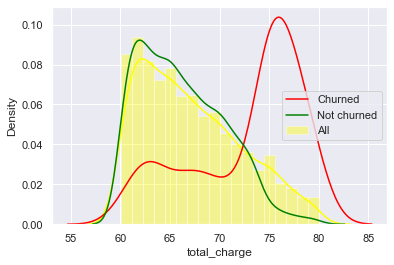 0.10
0.08
0.06
0.04
0.02
0.00
Density
Churned
Not churned
All
55 60 65 70 75 80 85
total_charge